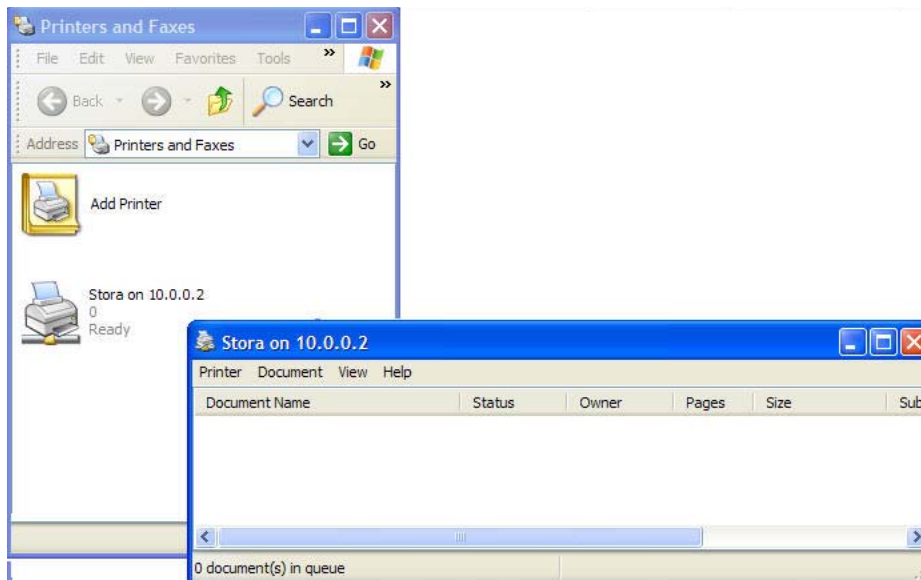 Printers and Faxes
File Edit View Favorites Tools »
Back Search »
Address Printers and Faxes Go
Add Printer
Stora on 10.0.0.2
0
Ready
Stora on 10.0.0.2
Printer Document View Help
Document Name Status Owner Pages Size Sub
0 document(s) in queue